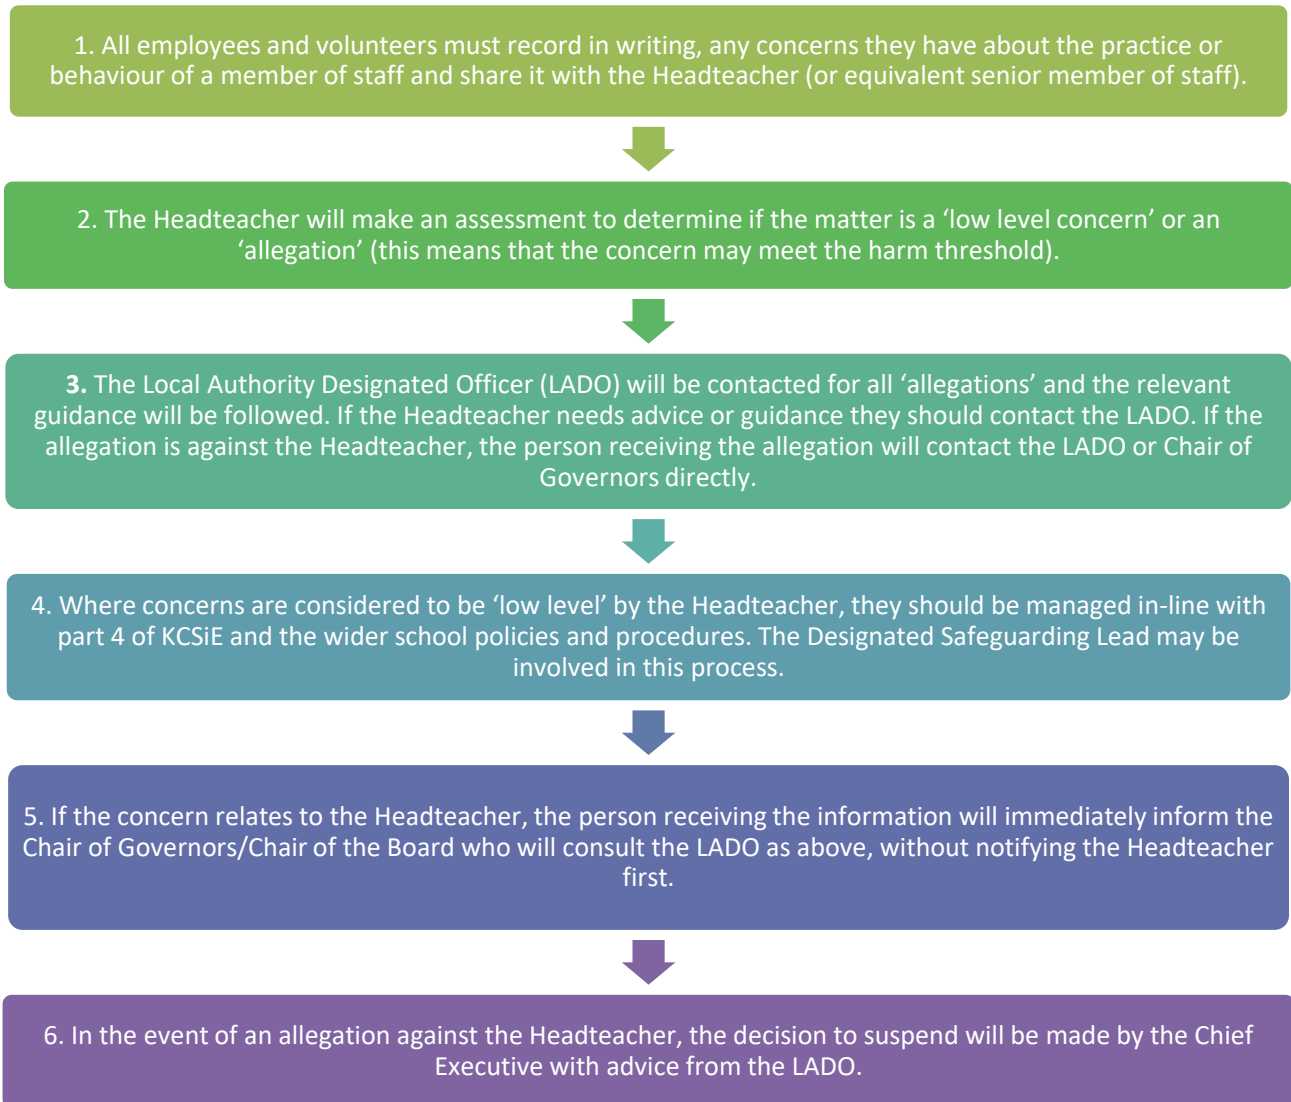 1. All employees and volunteers must record in writing, any concerns they have about the practice or
behaviour of a member of staff and share it with the Headteacher (or equivalent senior member of staff).
2. The Headteacher will make an assessment to determine if the matter is a ‘low level concern’ or an
‘allegation’ (this means that the concern may meet the harm threshold).
3. The Local Authority Designated Officer (LADO) will be contacted for all ‘allegations’ and the relevant
guidance will be followed. If the Headteacher needs advice or guidance they should contact the LADO. If the
allegation is against the Headteacher, the person receiving the allegation will contact the LADO or Chair of
Governors directly.
4. Where concerns are considered to be ‘low level’ by the Headteacher, they should be managed in-line with
part 4 of KCSiE and the wider school policies and procedures. The Designated Safeguarding Lead may be
involved in this process.
5. If the concern relates to the Headteacher, the person receiving the information will immediately inform the
Chair of Governors/Chair of the Board who will consult the LADO as above, without notifying the Headteacher
first.
6. In the event of an allegation against the Headteacher, the decision to suspend will be made by the Chief
Executive with advice from the LADO.